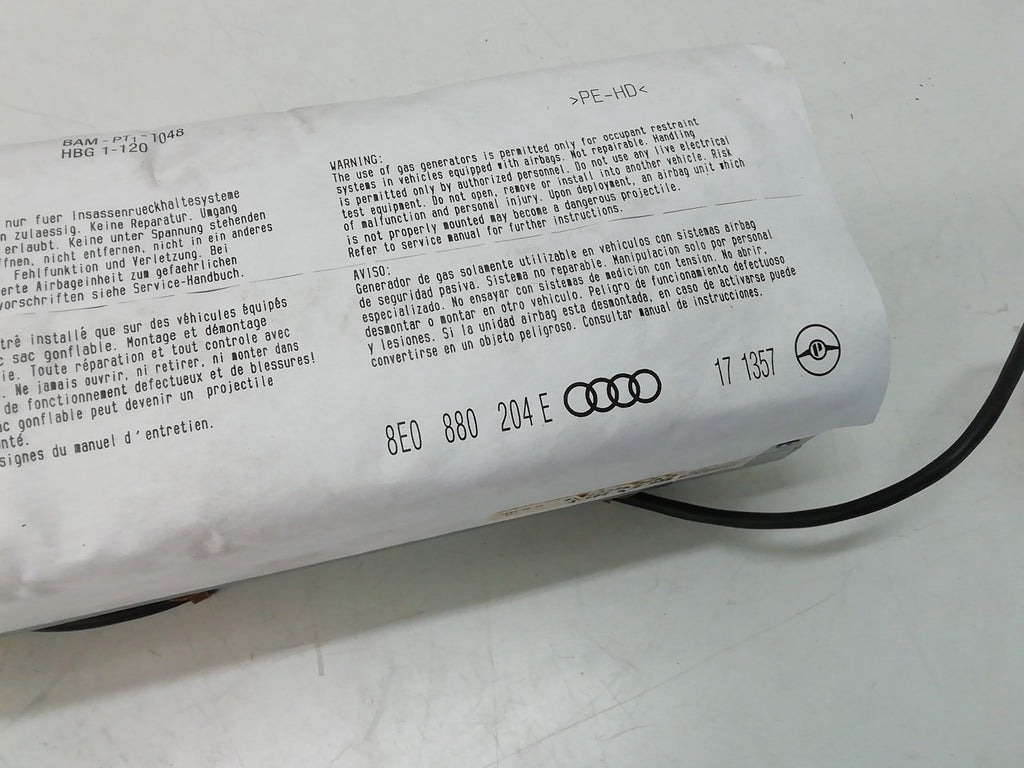 >PE-HD<
BAM-PT1-1048
HBG 1-120
nur fuer Insassenrueckhaltesysteme
zulaessig. Keine Reparatur. Umgang
erlaubt. Keine unter Spannung stehenden
ffnen, nicht entfernen, nicht in ein anderes
Fehlfunktion und Verletzung. Bei
erte Airbageinheit zum gefaehrlichen
vorschriften siehe Service-Handbuch.
WARNING:
The use of gas generators is permitted only for occupant restraint
systems in vehicles equipped with airbags. Not repairable. Handling
is permitted only by authorized personnel. Do not use any live electrical
test equipment. Do not open, remove or install into another vehicle. Risk
of malfunction and personal injury. Upon deployment, an airbag unit which
is not properly mounted may become a dangerous projectile.
Refer to service manual for further instructions.
être installé que sur des véhicules équipés
c sac gonflable. Montage et démontage
ie. Toute réparation et tout controle avec
. Ne jamais ouvrir, ni retirer, ni monter dans
de fonctionnement defectueux et de blessures!
ac gonflable peut devenir un projectile
nté.
signes du manuel d'entretien.
AVISO:
Generador de gas solamente utilizable en vehiculos con sistemas airbag
de seguridad pasiva. Sistema no reparable. Manipulacion solo por personal
especializado. No ensayar con sistemas de medicion con tension. No abrir,
desmontar o montar en otro vehiculo. Peligro de funcionamiento defectuoso
y lesiones. Si la unidad airbag esta desmontada, en caso de activarse puede
convertirse en un objeto peligroso. Consultar manual de instrucciones.
8E0 880 204 E 17 1357 P